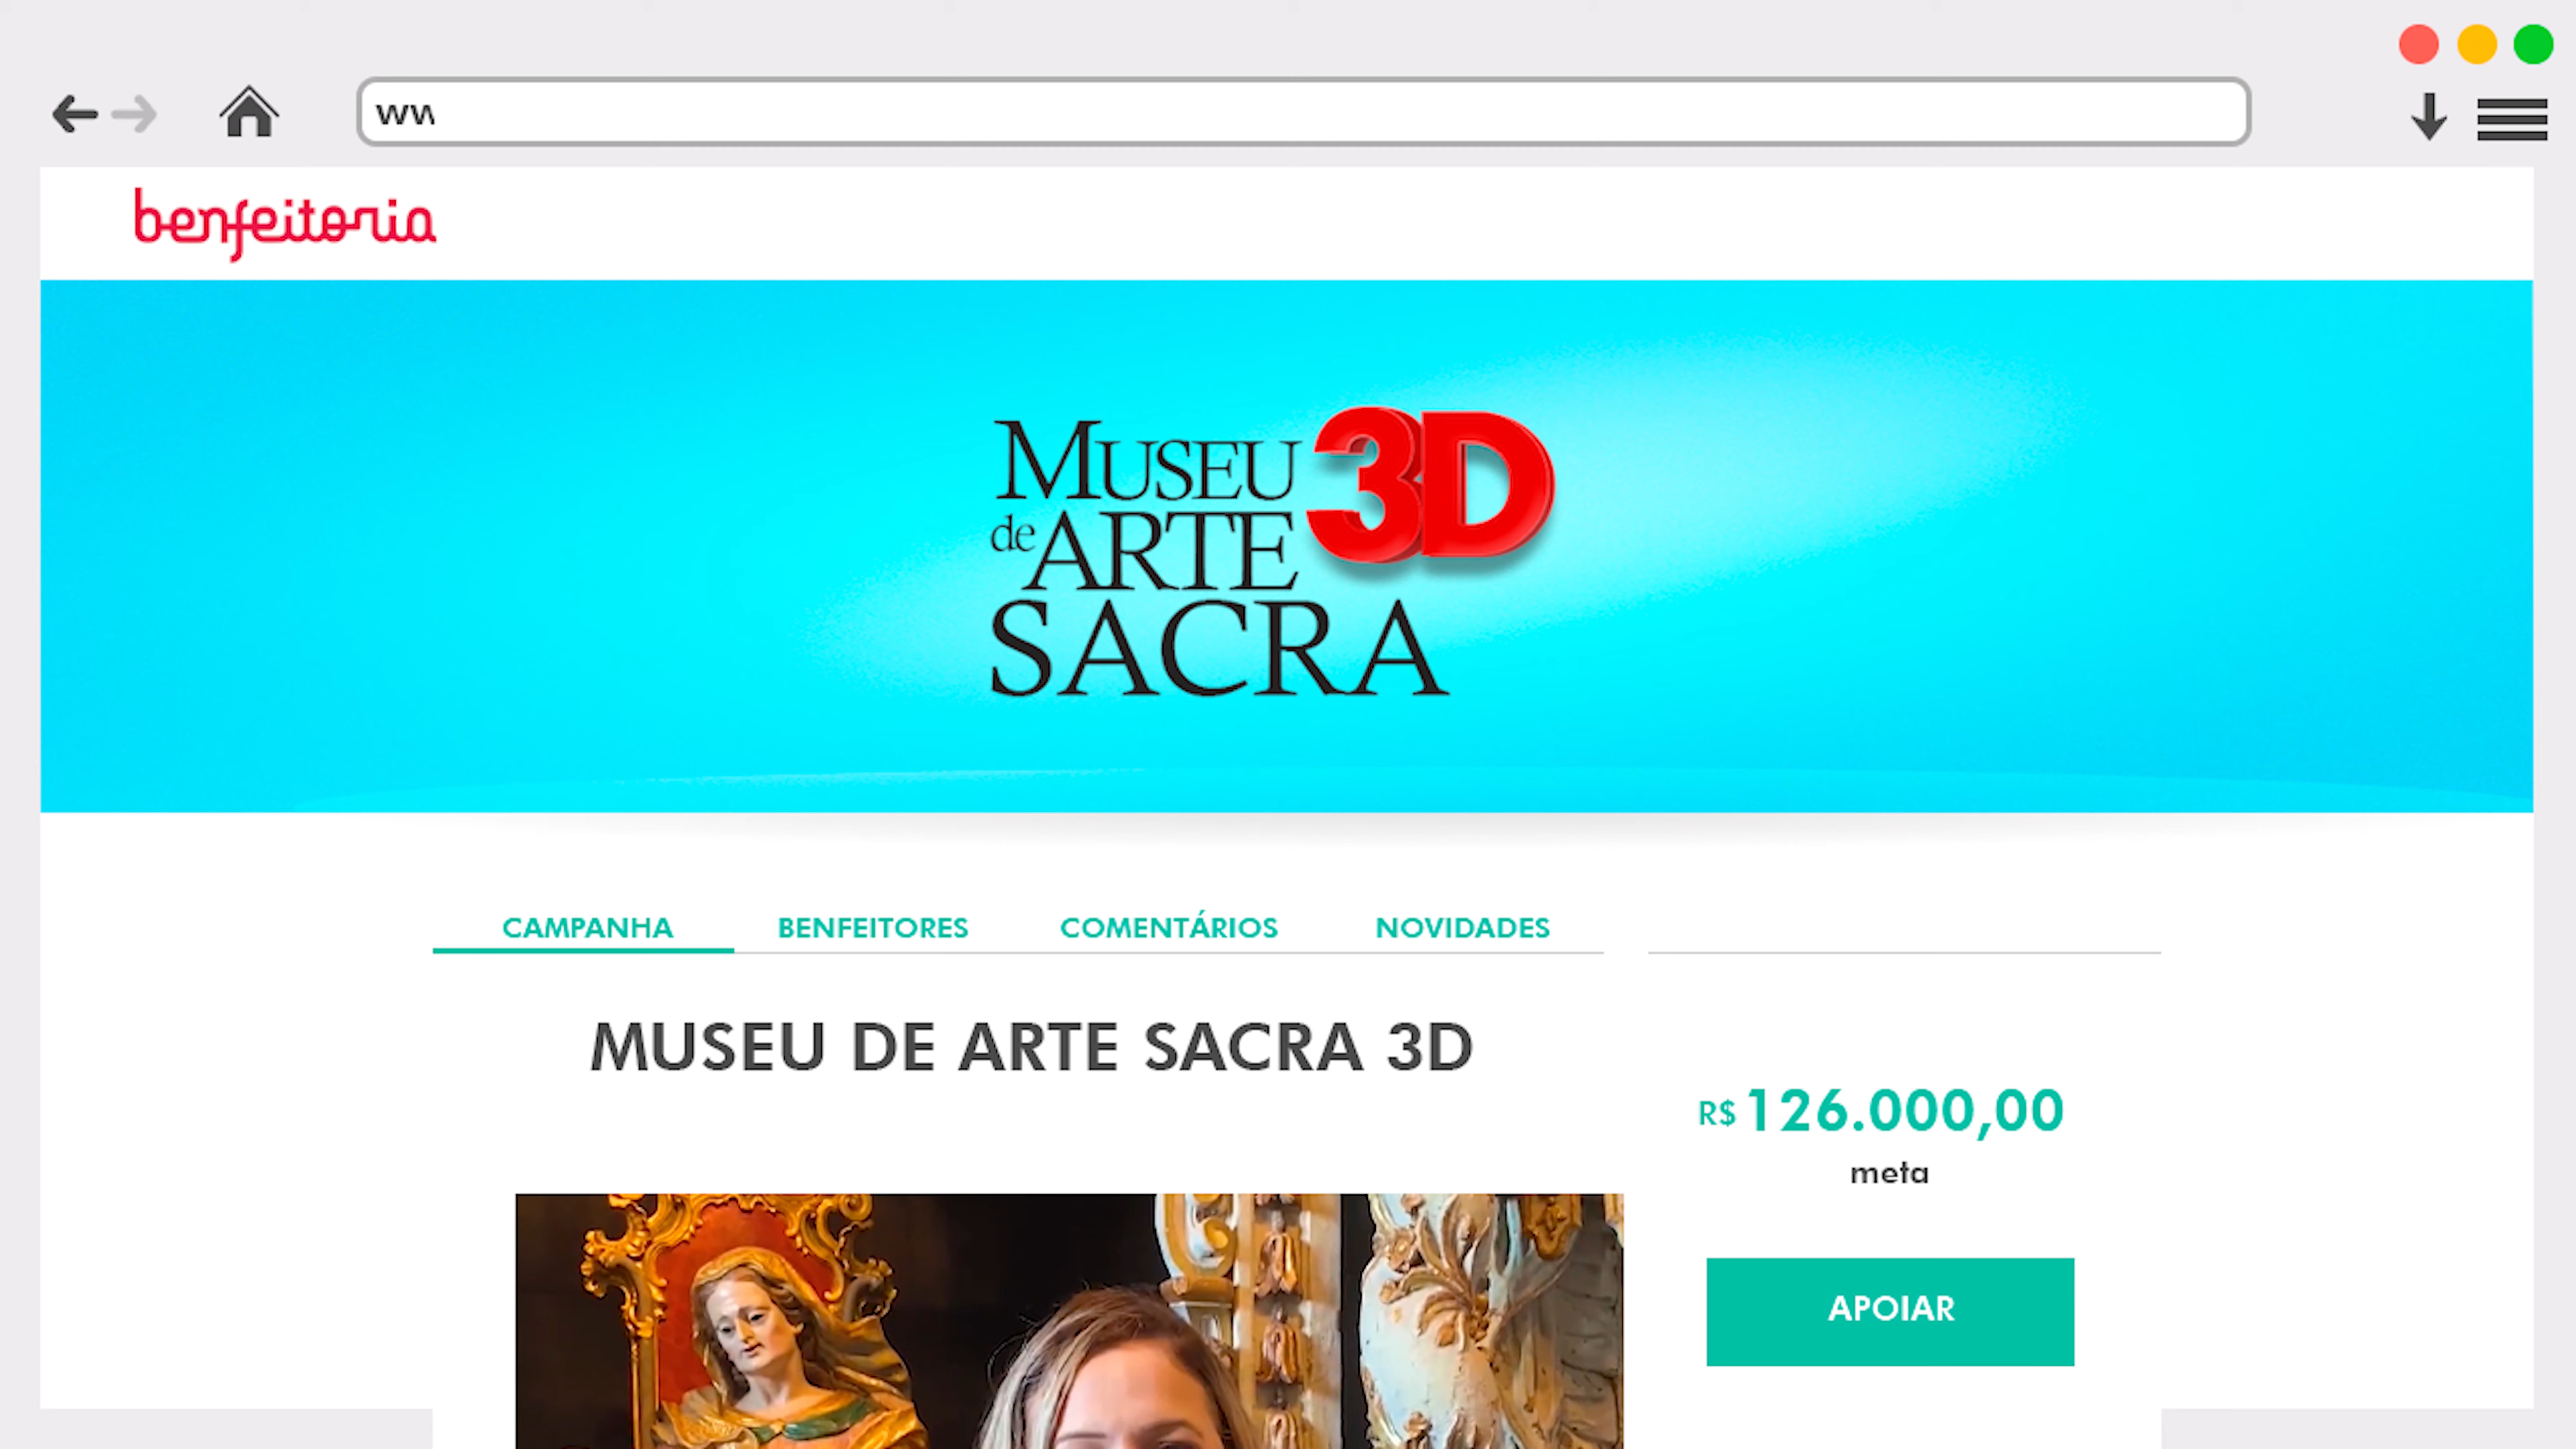 ww
benfeitoria
MUSEU 3D
de ARTE
SACRA
CAMPANHA BENFEITORES COMENTÁRIOS NOVIDADES
MUSEU DE ARTE SACRA 3D
R$ 126.000,00
meta
APOIAR